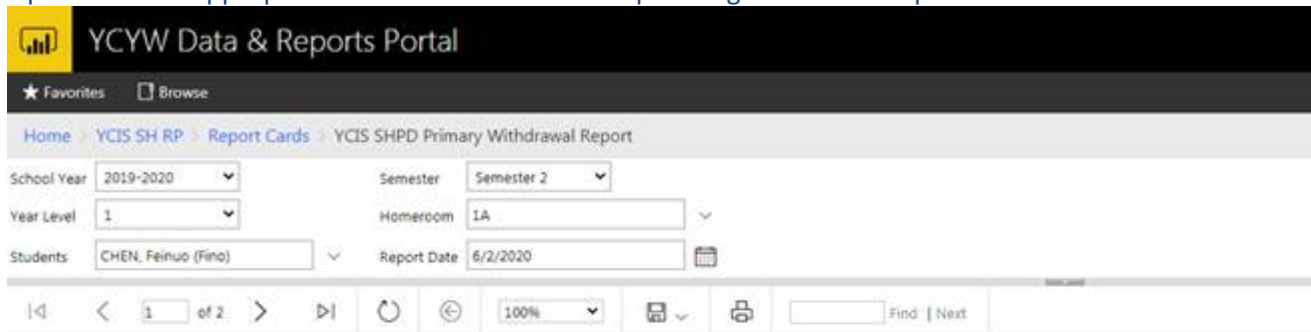 YCYW Data & Reports Portal
Favorites Browse
Home > YCIS SH RP > Report Cards > YCIS SHPD Primary Withdrawal Report
School Year 2019-2020 Semester Semester 2
Year Level 1 Homeroom 1A
Students CHEN, Feinuo (Fino) Report Date 6/2/2020
1 of 2 100% Find | Next